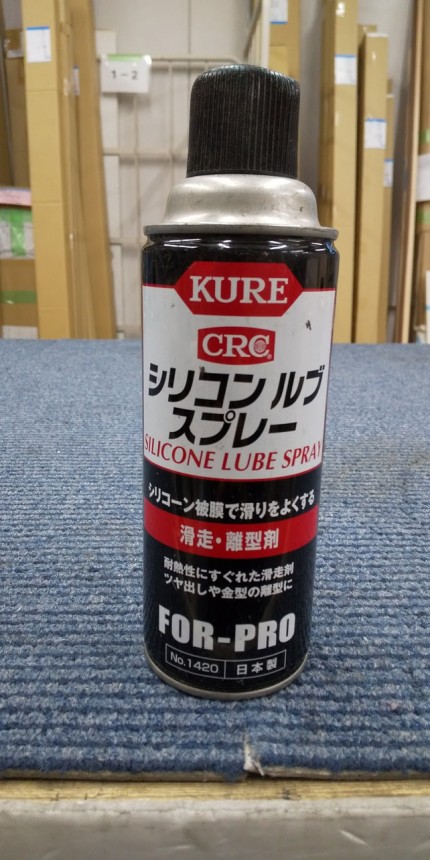 1-2
KURE
CRC®
シリコンルブ
スプレー
SILICONE LUBE SPRAY
シリコーン被膜で滑りをよくする
滑走・離型剤
耐熱性にすぐれた滑走剤
ツヤ出しや金型の離型に
FOR-PRO
No.1420 日本製